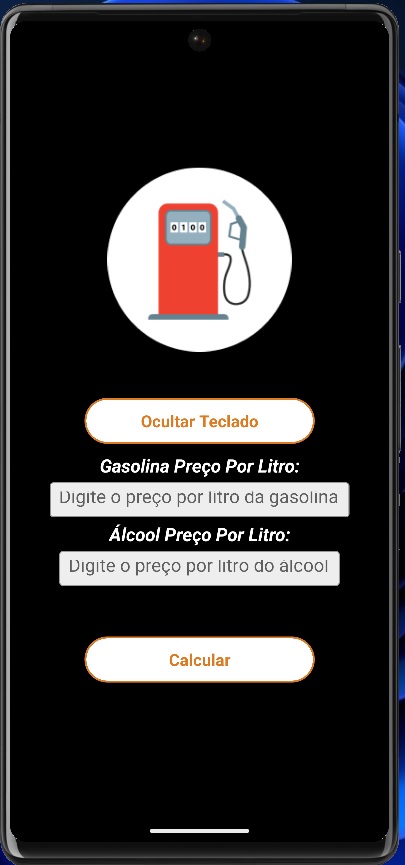 0100
Ocultar Teclado
Gasolina Preço Por Litro:
Digite o preço por litro da gasolina
Álcool Preço Por Litro:
Digite o preço por litro do álcool
Calcular